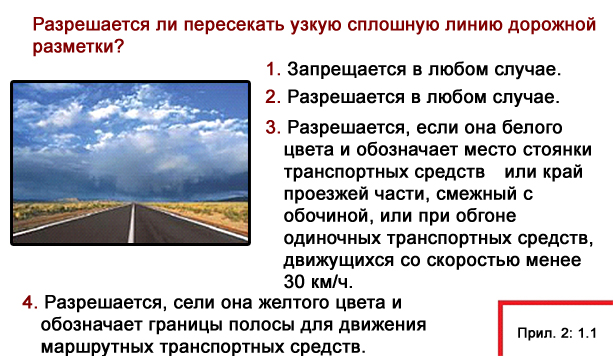 Разрешается ли пересекать узкую сплошную линию дорожной
разметки?
1. Запрещается в любом случае.
2. Разрешается в любом случае.
3. Разрешается, если она белого
цвета и обозначает место стоянки
транспортных средств или край
проезжей части, смежный с
обочиной, или при обгоне
одиночных транспортных средств,
движущихся со скоростью менее
30 км/ч.
4. Разрешается, сели она желтого цвета и
обозначает границы полосы для движения
маршрутных транспортных средств.
Прил. 2: 1.1